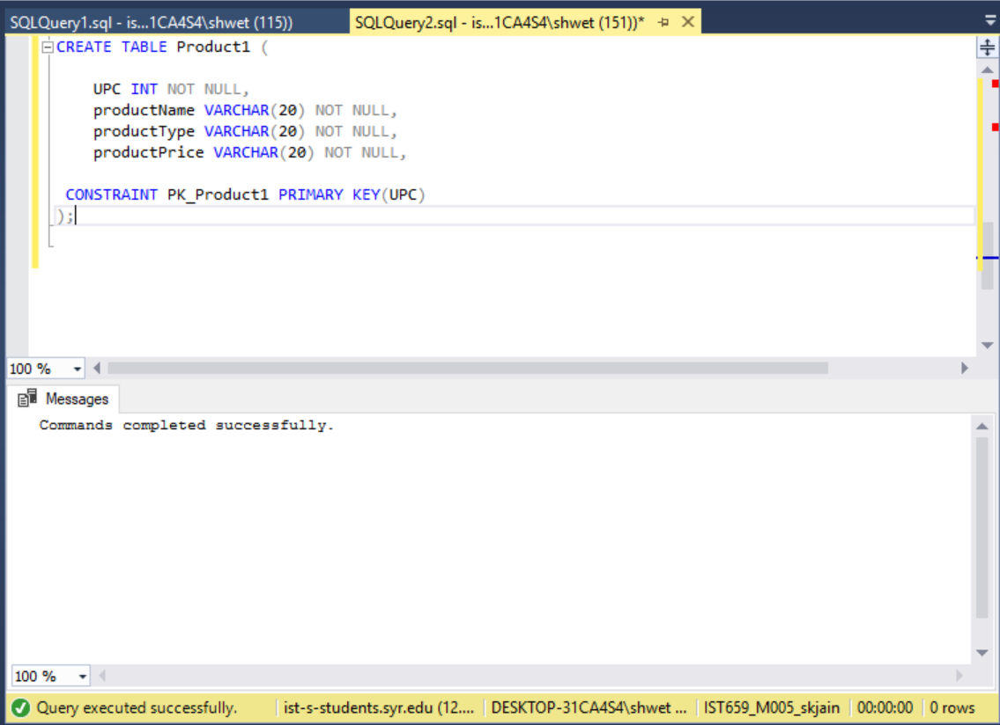 SQLQuery1.sql - is...1CA4S4\shwet (115))    SQLQuery2.sql - is...1CA4S4\shwet (151))*
CREATE TABLE Product1 (
UPC INT NOT NULL,
productName VARCHAR(20) NOT NULL,
productType VARCHAR(20) NOT NULL,
productPrice VARCHAR(20) NOT NULL,
CONSTRAINT PK_Product1 PRIMARY KEY(UPC)
);
100 %
Messages
Commands completed successfully.
100 %
Query executed successfully.    ist-s-students.syr.edu (12....    DESKTOP-31CA4S4\shwet ...    IST659_M005_skjain    00:00:00    0 rows